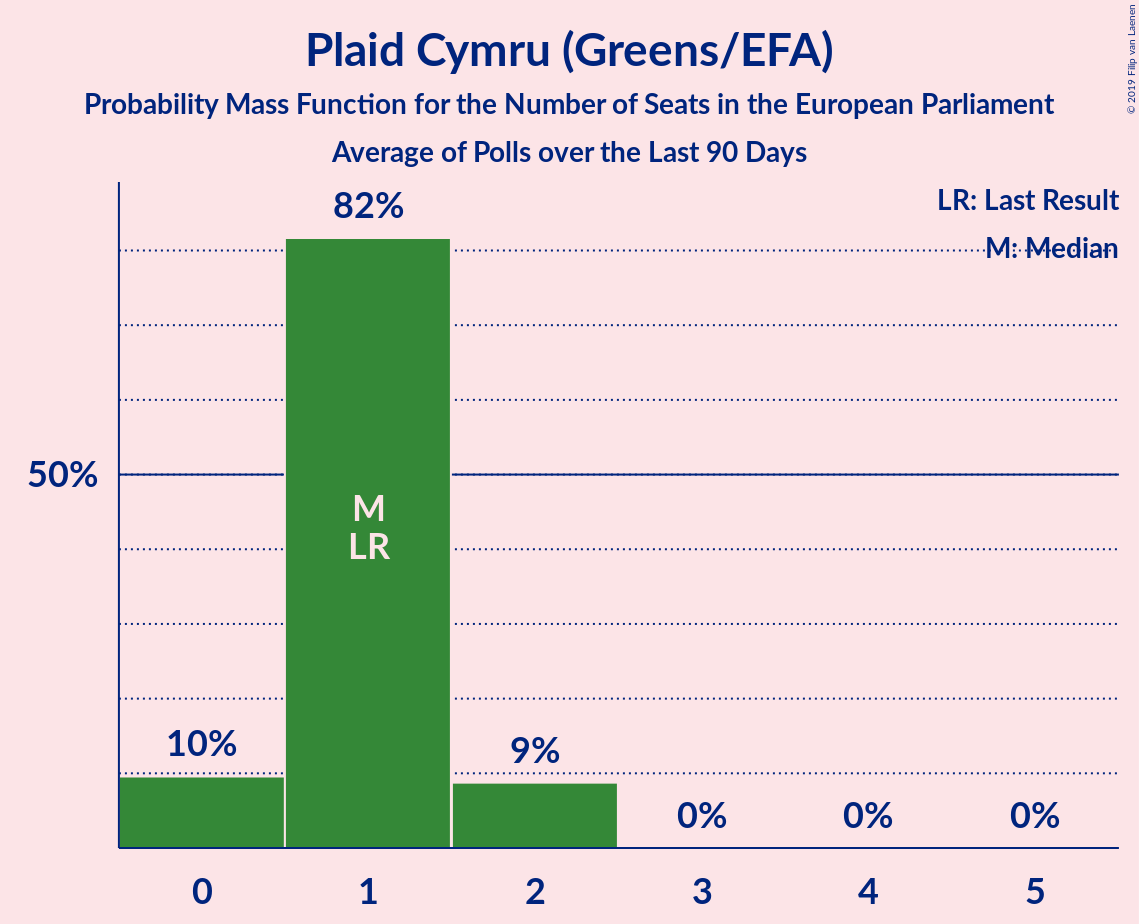 Plaid Cymru (Greens/EFA)
Probability Mass Function for the Number of Seats in the European Parliament
Average of Polls over the Last 90 Days
© 2019 Filip van Laenen
LR: Last Result
M: Median
82%
50%
M
LR
10%
9%
0%
0%
0%
0
1
2
3
4
5